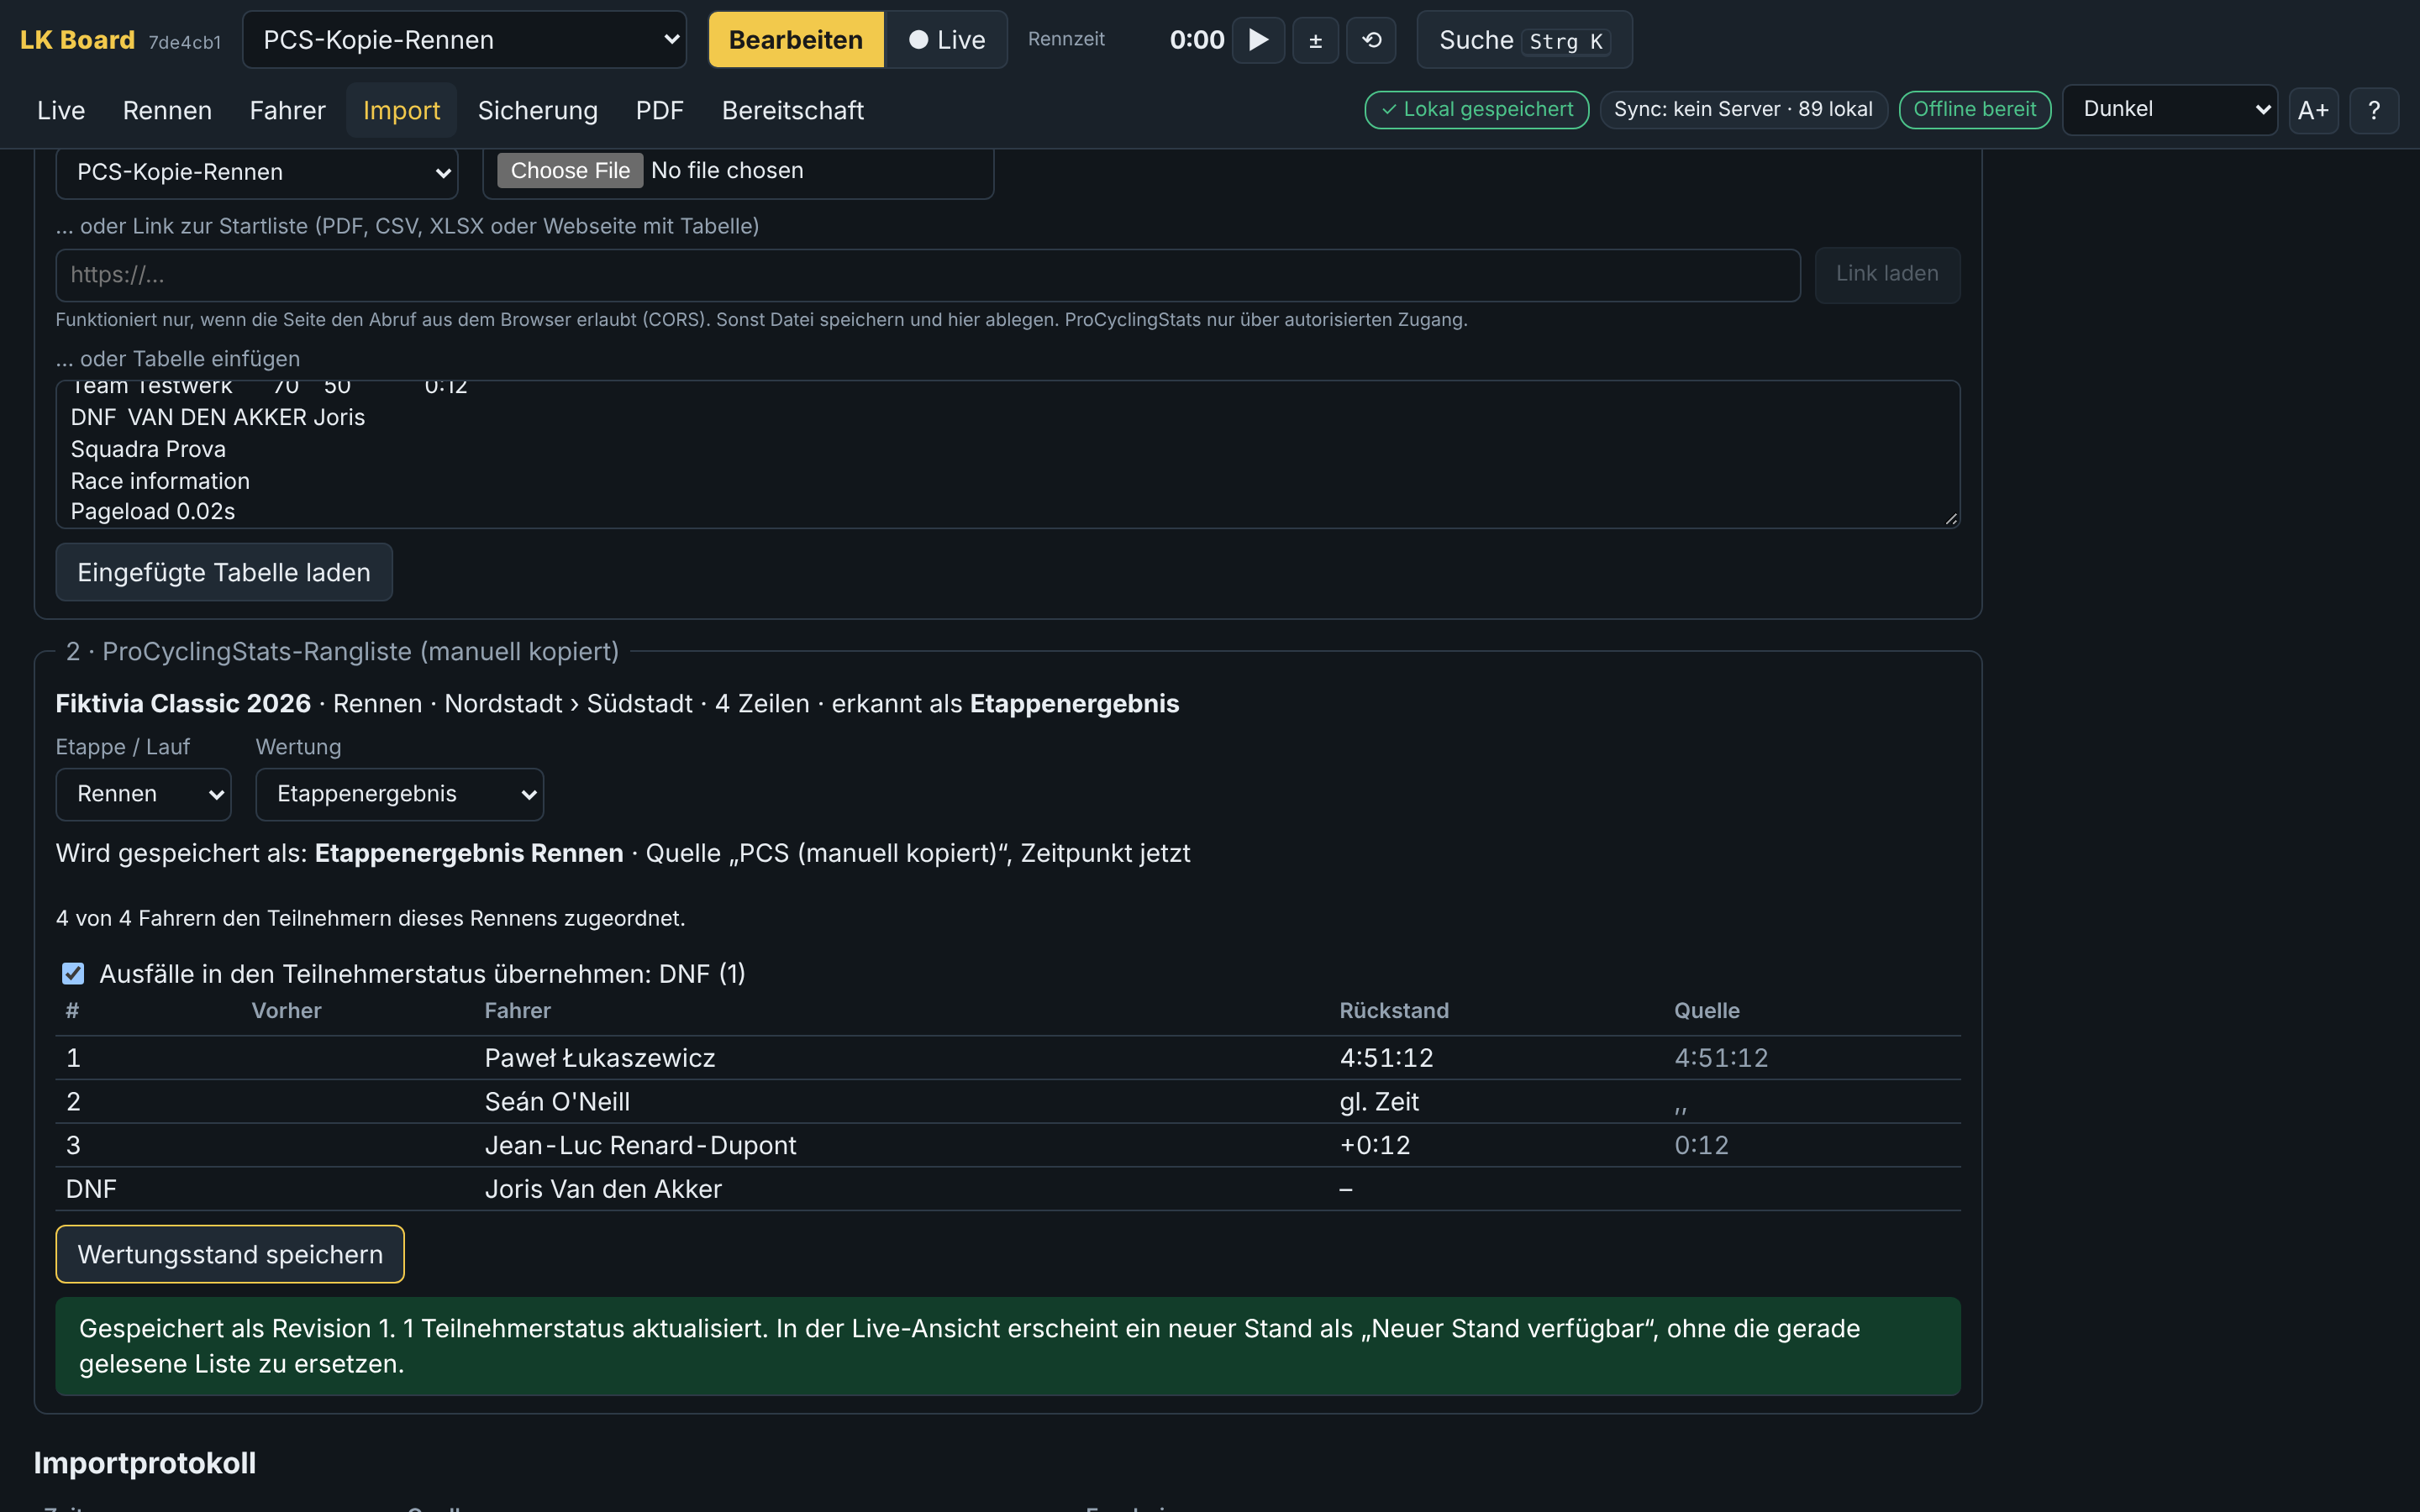 LK Board 7de4cb1 PCS-Kopie-Rennen Bearbeiten Live Rennzeit 0:00 ± Suche Strg K
Live Rennen Fahrer Import Sicherung PDF Bereitschaft ✓ Lokal gespeichert Sync: kein Server · 89 lokal Offline bereit Dunkel A+ ?
PCS-Kopie-Rennen Choose File No file chosen
... oder Link zur Startliste (PDF, CSV, XLSX oder Webseite mit Tabelle)
https://... Link laden
Funktioniert nur, wenn die Seite den Abruf aus dem Browser erlaubt (CORS). Sonst Datei speichern und hier ablegen. ProCyclingStats nur über autorisierten Zugang.
... oder Tabelle einfügen
Team Testwerk 70 50 0:12
DNF VAN DEN AKKER Joris
Squadra Prova
Race information
Pageload 0.02s
Eingefügte Tabelle laden
2 · ProCyclingStats-Rangliste (manuell kopiert)
Fiktivia Classic 2026 · Rennen · Nordstadt › Südstadt · 4 Zeilen · erkannt als Etappenergebnis
Etappe / Lauf Wertung
Rennen Etappenergebnis
Wird gespeichert als: Etappenergebnis Rennen · Quelle „PCS (manuell kopiert)“, Zeitpunkt jetzt
4 von 4 Fahrern den Teilnehmern dieses Rennens zugeordnet.
Ausfälle in den Teilnehmerstatus übernehmen: DNF (1)
# Vorher Fahrer Rückstand Quelle
1 Paweł Łukaszewicz 4:51:12 4:51:12
2 Seán O'Neill gl. Zeit ,,
3 Jean-Luc Renard-Dupont +0:12 0:12
DNF Joris Van den Akker –
Wertungsstand speichern
Gespeichert als Revision 1. 1 Teilnehmerstatus aktualisiert. In der Live-Ansicht erscheint ein neuer Stand als „Neuer Stand verfügbar“, ohne die gerade
gelesene Liste zu ersetzen.
Importprotokoll